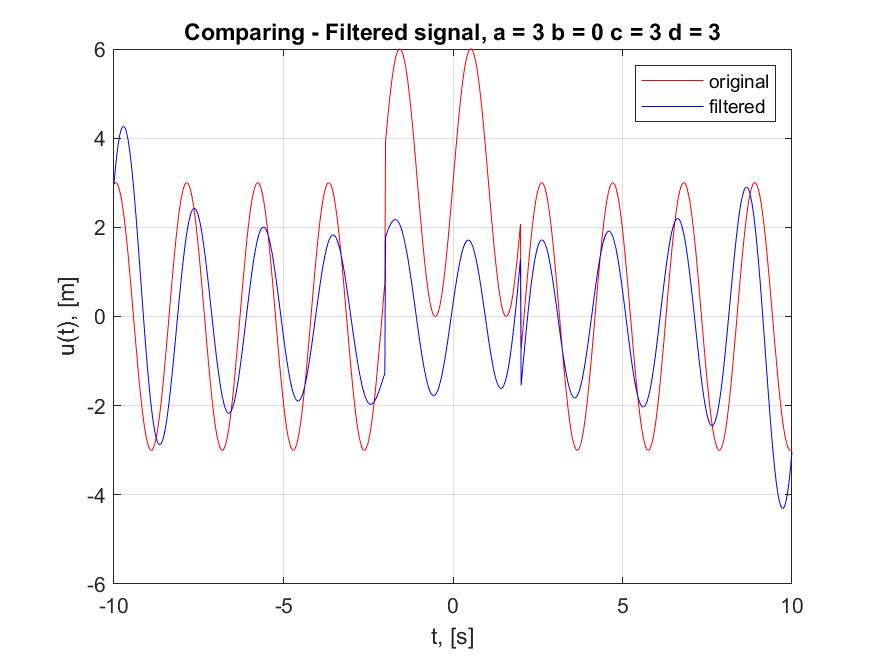 Comparing - Filtered signal, a = 3 b = 0 c = 3 d = 3
original
filtered
6
4
2
0
-2
-4
-6
u(t), [m]
-10 -5 0 5 10
t, [s]